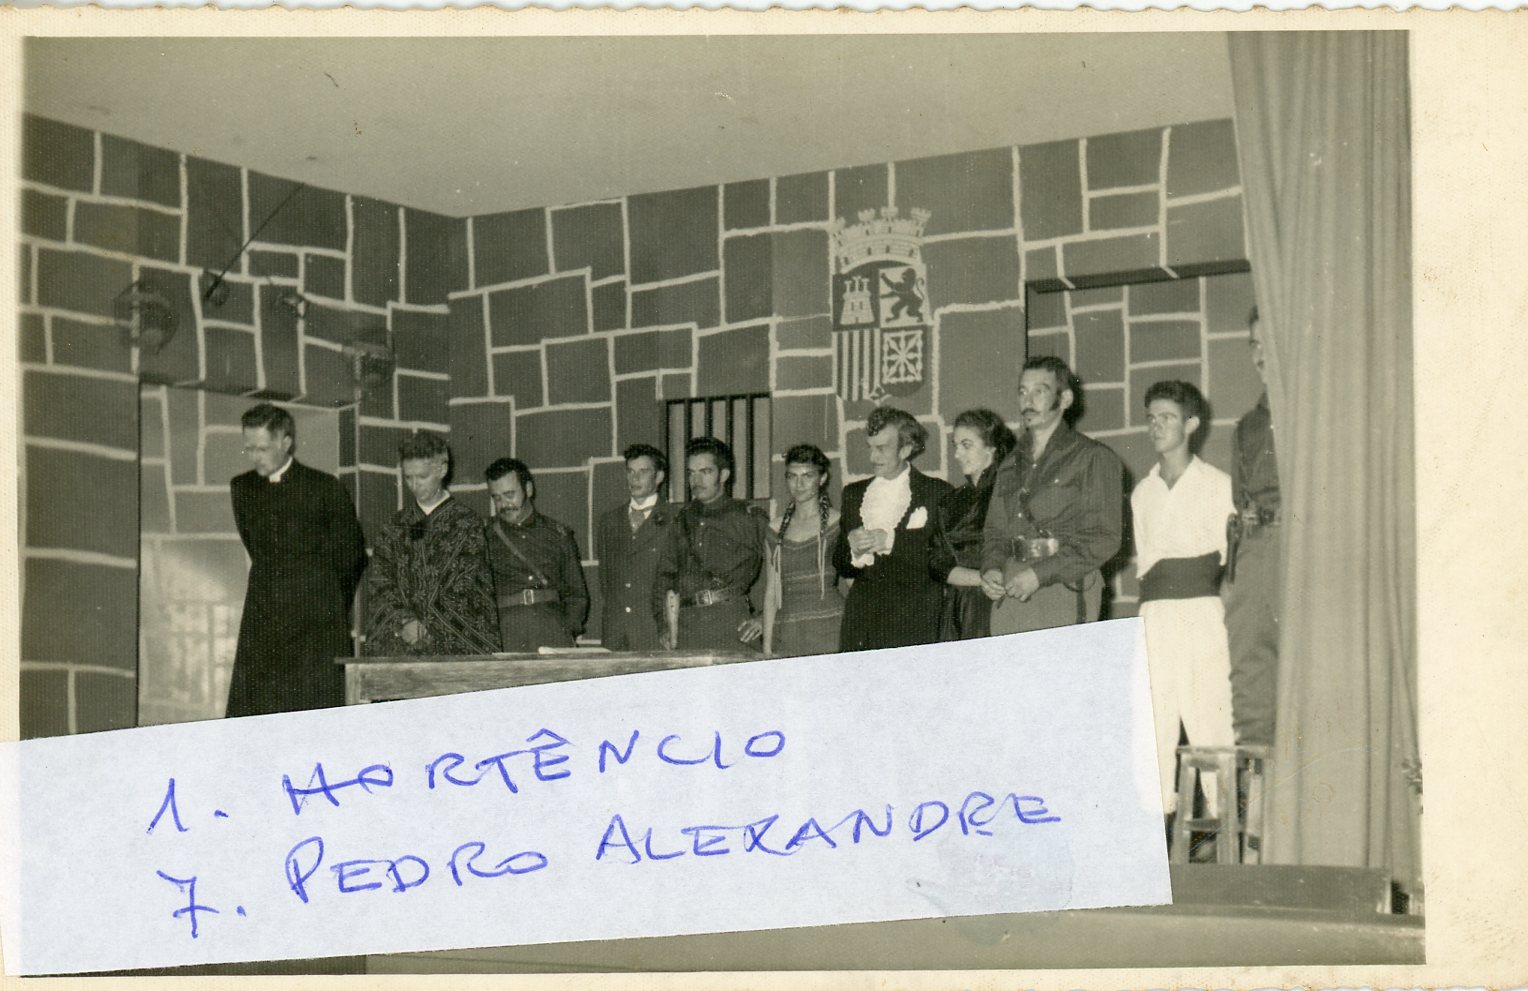 1. HORTÊNCIO
7. PEDRO ALEXANDRE